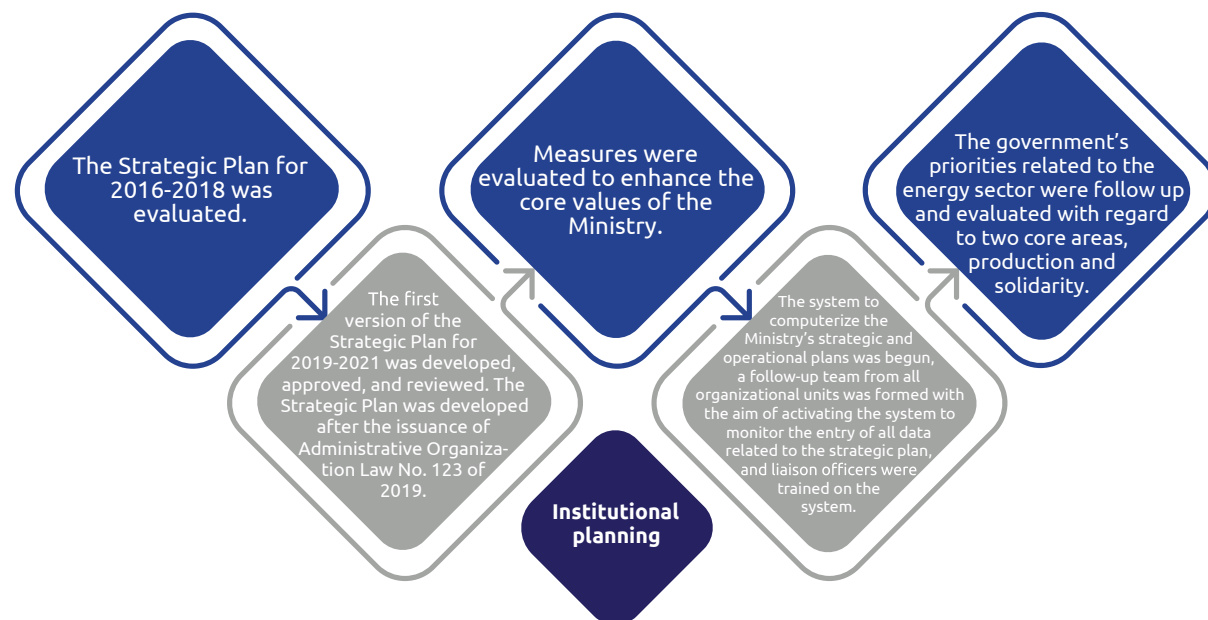 The Strategic Plan for
2016-2018 was
evaluated.
The first
version of the
Strategic Plan for
2019-2021 was developed,
approved, and reviewed. The
Strategic Plan was developed
after the issuance of
Administrative Organiza-
tion Law No. 123 of
2019.
Measures were
evaluated to enhance the
core values of the
Ministry.
The system to
computerize the
Ministry’s strategic and
operational plans was begun,
a follow-up team from all
organizational units was formed with
the aim of activating the system to
monitor the entry of all data
related to the strategic plan,
and liaison officers were
trained on the
system.
The government’s
priorities related to the
energy sector were follow up
and evaluated with regard
to two core areas,
production and
solidarity.
Institutional
planning